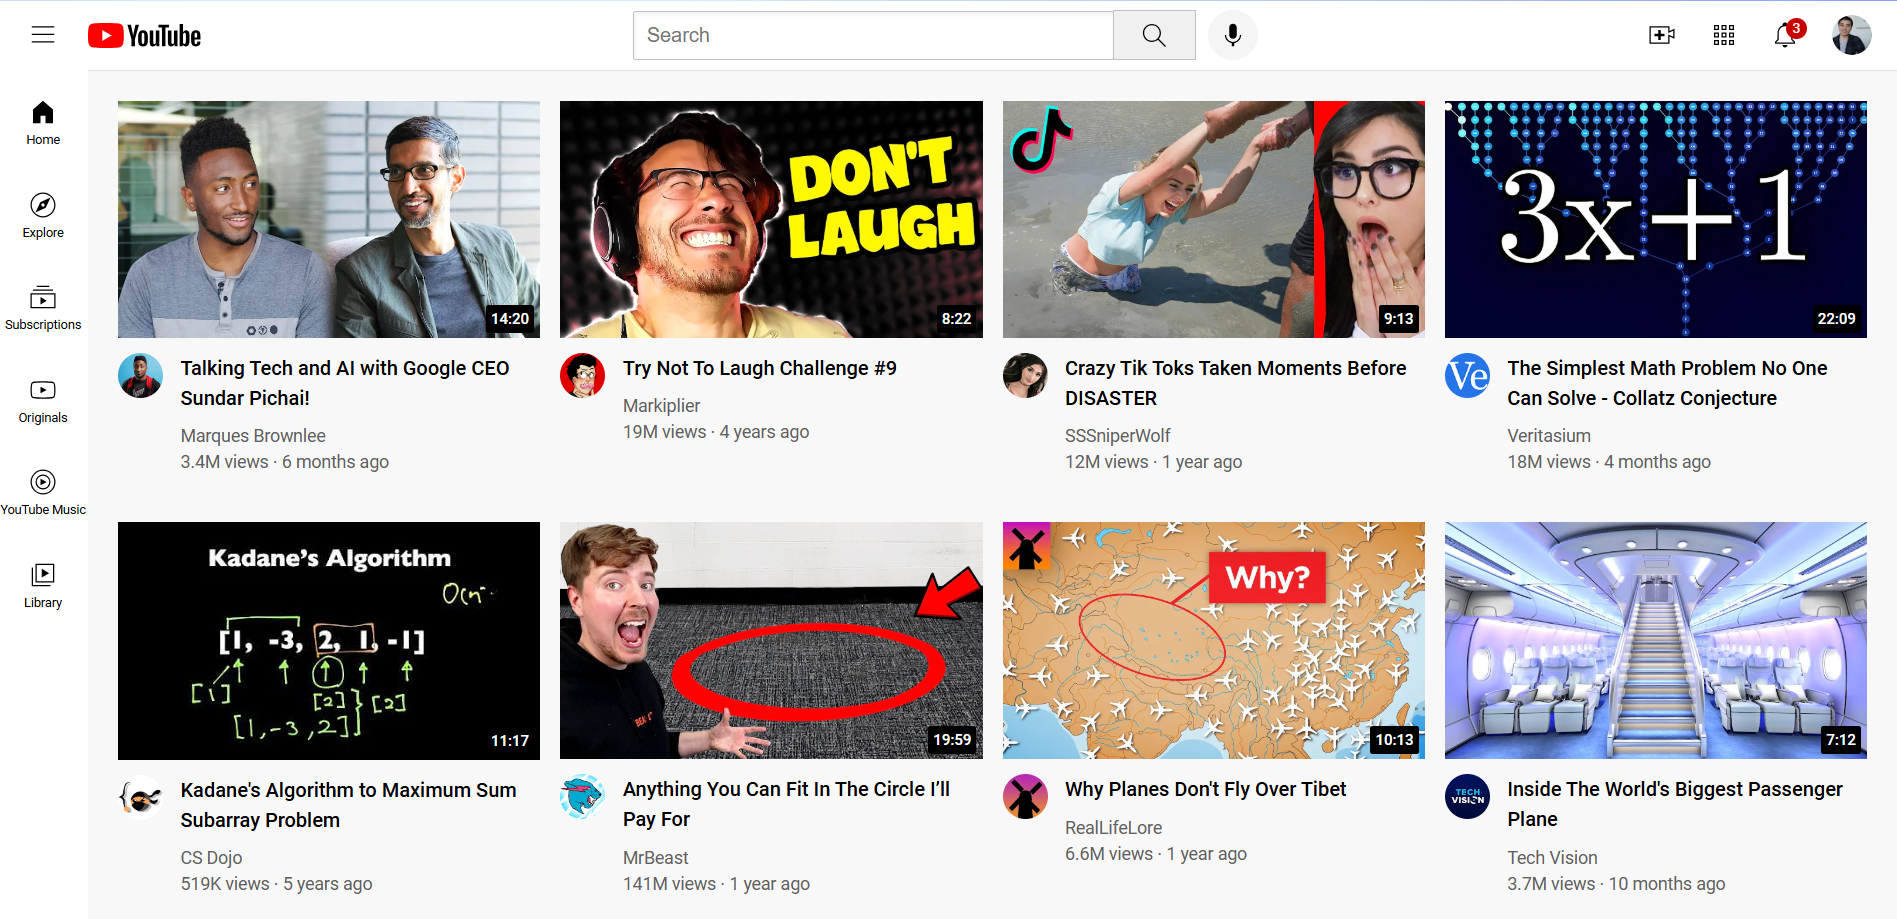 YouTube
Search
3
Home
Explore
Subscriptions
Originals
YouTube Music
Library
DON'T
LAUGH
3x+1
14:20
8:22
9:13
22:09
Talking Tech and AI with Google CEO
Sundar Pichai!
Marques Brownlee
3.4M views · 6 months ago
Try Not To Laugh Challenge #9
Markiplier
19M views · 4 years ago
Crazy Tik Toks Taken Moments Before
DISASTER
SSSniperWolf
12M views · 1 year ago
Ve
The Simplest Math Problem No One
Can Solve - Collatz Conjecture
Veritasium
18M views · 4 months ago
Kadane's Algorithm
O(n
[1, -3, 2, 1, -1]
[1]
[2]
[2]
[1,-3,2]
11:17
19:59
Why?
10:13
7:12
Kadane's Algorithm to Maximum Sum
Subarray Problem
CS Dojo
519K views · 5 years ago
Anything You Can Fit In The Circle I’ll
Pay For
MrBeast
141M views · 1 year ago
Why Planes Don't Fly Over Tibet
RealLifeLore
6.6M views · 1 year ago
TECH
VISION
Inside The World's Biggest Passenger
Plane
Tech Vision
3.7M views · 10 months ago